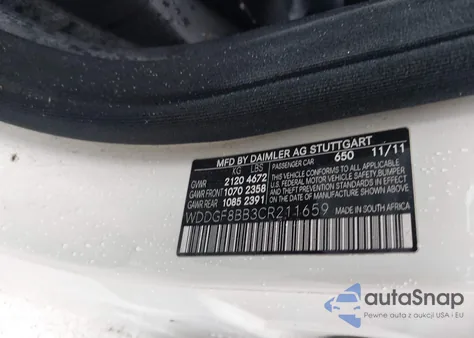 MFD BY DAIMLER AG STUTTGART
KG LBS PASSENGER CAR 650 11/11
GVWR 2120 4672
GAWR FRONT 1070 2358
GAWR REAR 1085 2391
THIS VEHICLE CONFORMS TO ALL APPLICABLE
U.S. FEDERAL MOTOR VEHICLE SAFETY, BUMPER,
AND THEFT PREVENTION STANDARDS IN EFFECT
ON THE DATE OF MANUFACTURE SHOWN ABOVE.
WDDGF8BB3CR211659 MADE IN SOUTH AFRICA
autaSnap
Pewne auta z aukcji USA i EU